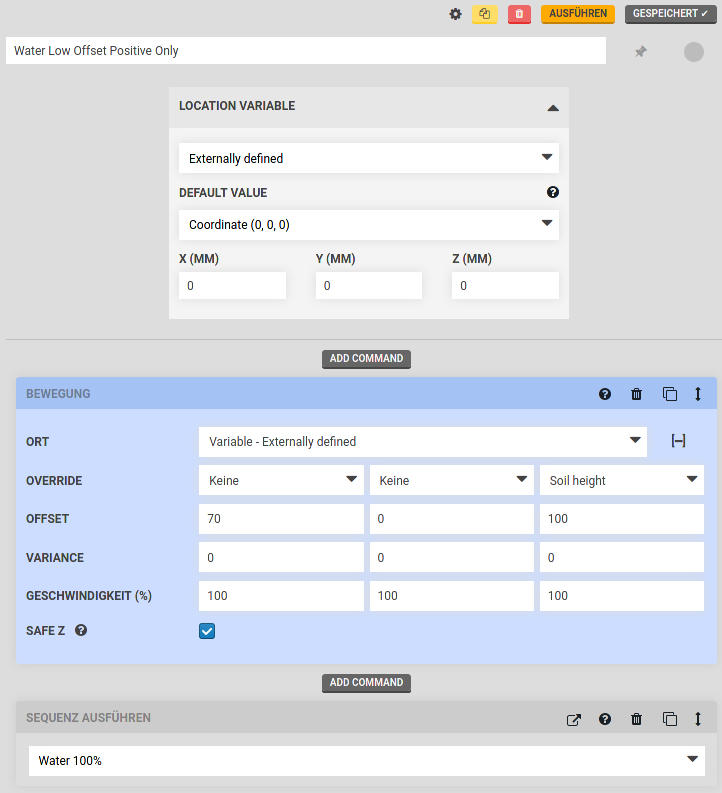 AUSFÜHREN GESPEICHERT ✓
Water Low Offset Positive Only
LOCATION VARIABLE
Externally defined
DEFAULT VALUE
Coordinate (0, 0, 0)
X (MM) Y (MM) Z (MM)
0 0 0
ADD COMMAND
BEWEGUNG
ORT Variable - Externally defined
OVERRIDE Keine Keine Soil height
OFFSET 70 0 100
VARIANCE 0 0 0
GESCHWINDIGKEIT (%) 100 100 100
SAFE Z
ADD COMMAND
SEQUENZ AUSFÜHREN
Water 100%